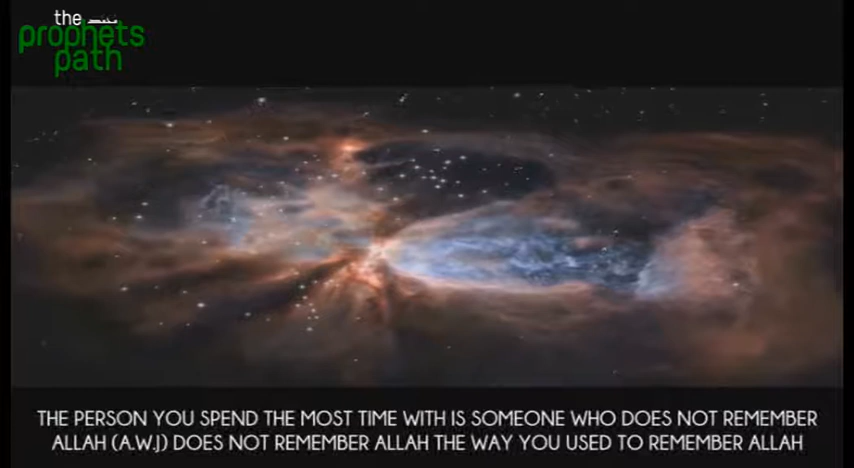 the
prophets
path
THE PERSON YOU SPEND THE MOST TIME WITH IS SOMEONE WHO DOES NOT REMEMBER
ALLAH (A.W.J) DOES NOT REMEMBER ALLAH THE WAY YOU USED TO REMEMBER ALLAH